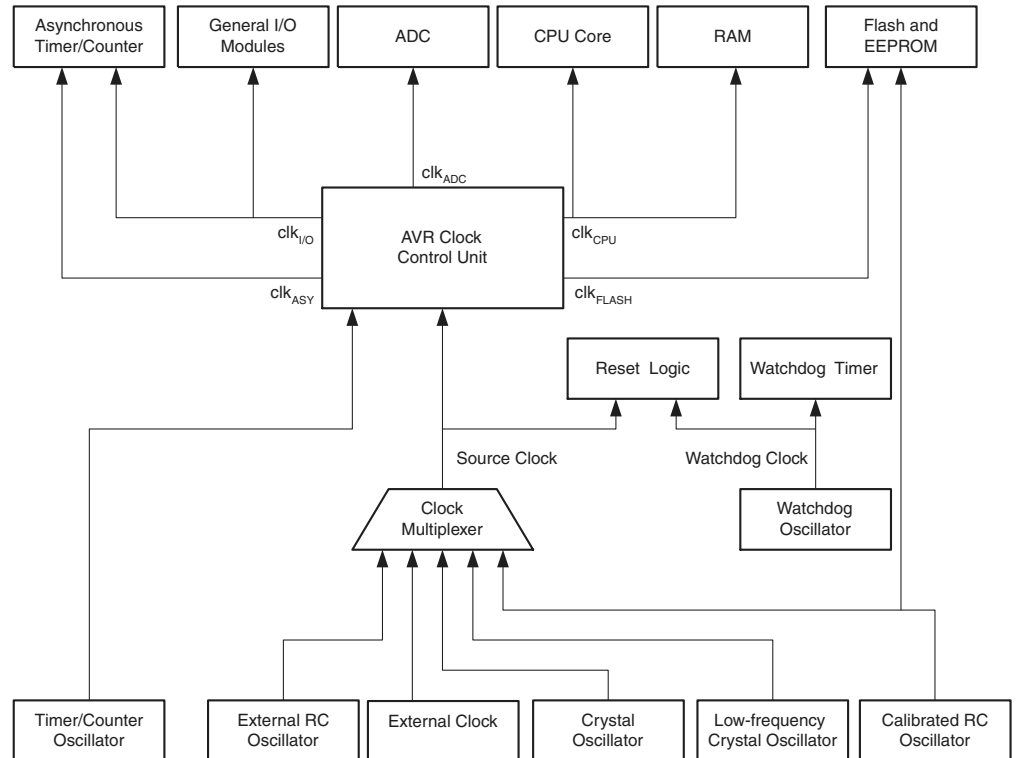 Asynchronous
Timer/Counter
General I/O
Modules
ADC
CPU Core
RAM
Flash and
EEPROM
clkADC
clkI/O
AVR Clock
Control Unit
clkCPU
clkASY
clkFLASH
Reset Logic
Watchdog Timer
Source Clock
Watchdog Clock
Clock
Multiplexer
Watchdog
Oscillator
Timer/Counter
Oscillator
External RC
Oscillator
External Clock
Crystal
Oscillator
Low-frequency
Crystal Oscillator
Calibrated RC
Oscillator